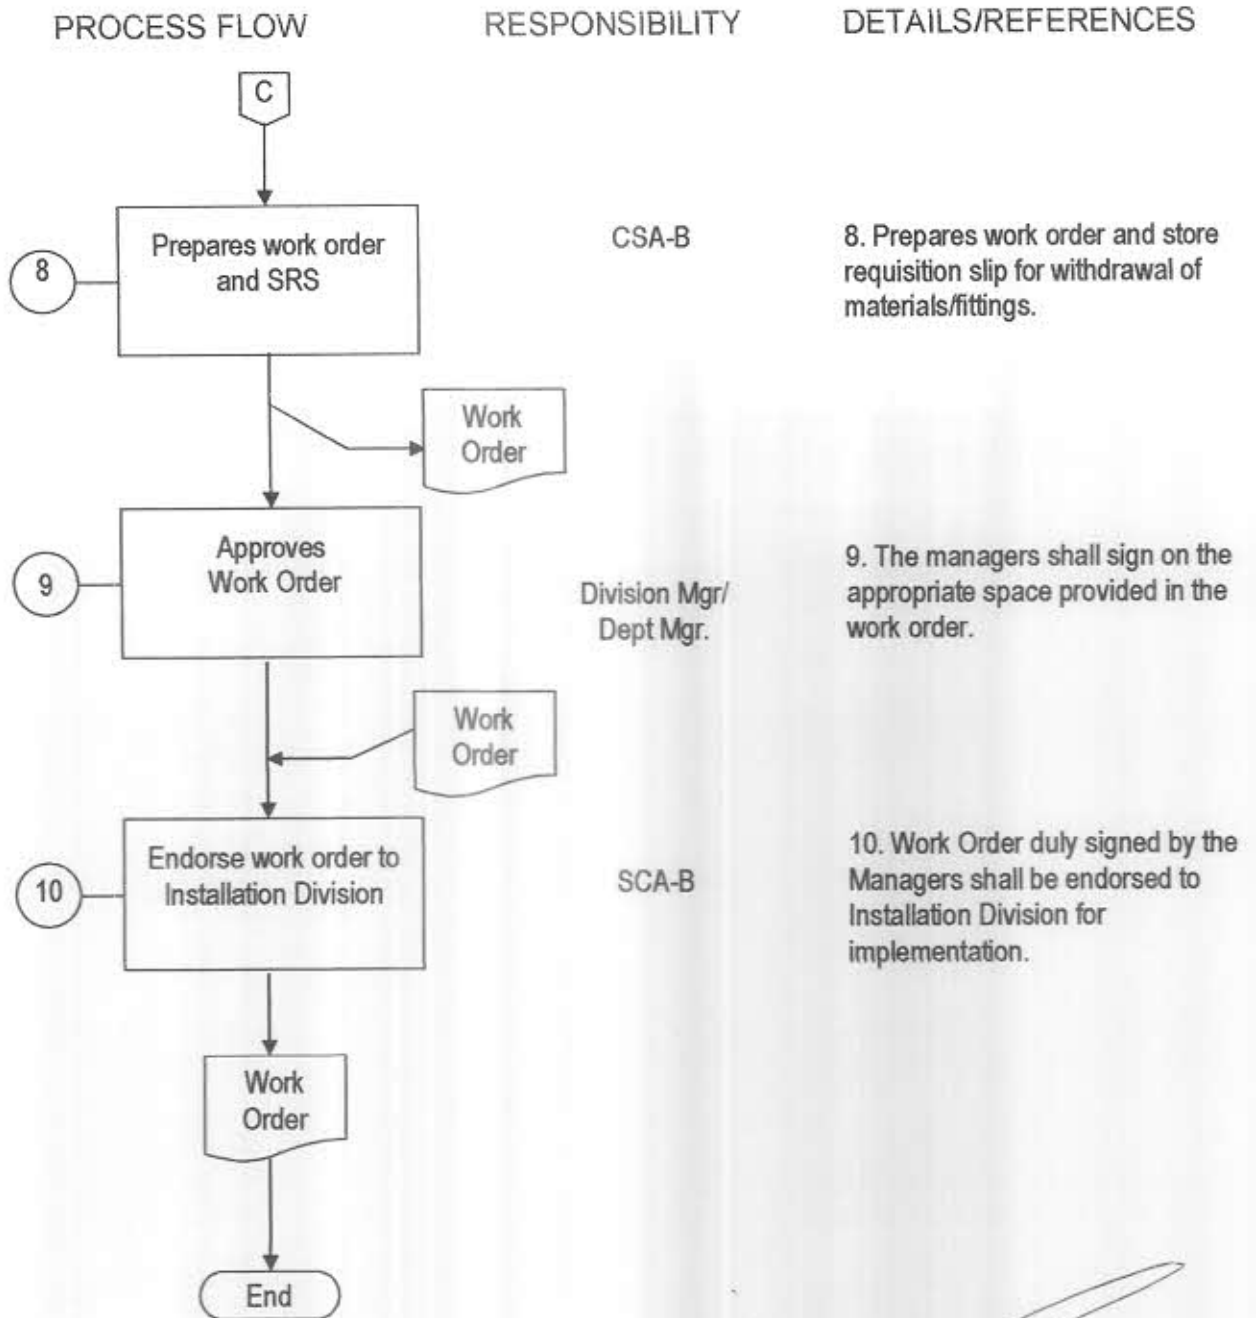 PROCESS FLOW
RESPONSIBILITY
DETAILS/REFERENCES
C
8
Prepares work order
and SRS
CSA-B
8. Prepares work order and store
requisition slip for withdrawal of
materials/fittings.
Work
Order
9
Approves
Work Order
Division Mgr/
Dept Mgr.
9. The managers shall sign on the
appropriate space provided in the
work order.
Work
Order
10
Endorse work order to
Installation Division
SCA-B
10. Work Order duly signed by the
Managers shall be endorsed to
Installation Division for
implementation.
Work
Order
End